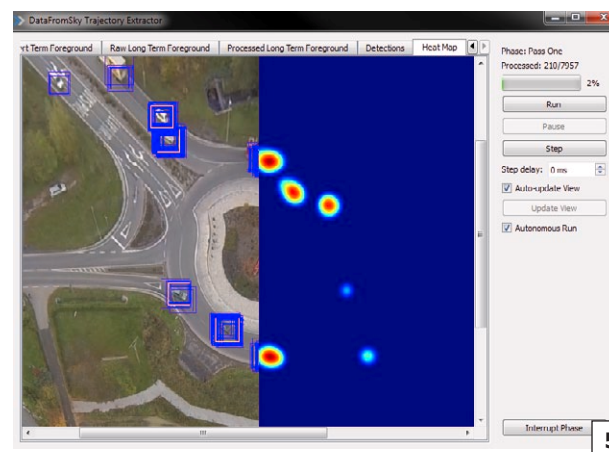 DataFromSky Trajectory Extractor
rt Term Foreground
Raw Long Term Foreground
Processed Long Term Foreground
Detections
Heat Map
Phase: Pass One
Processed: 210/7957
2%
Run
Pause
Step
Step delay: 0 ms
Auto-update View
Update View
Autonomous Run
Interrupt Phase
5